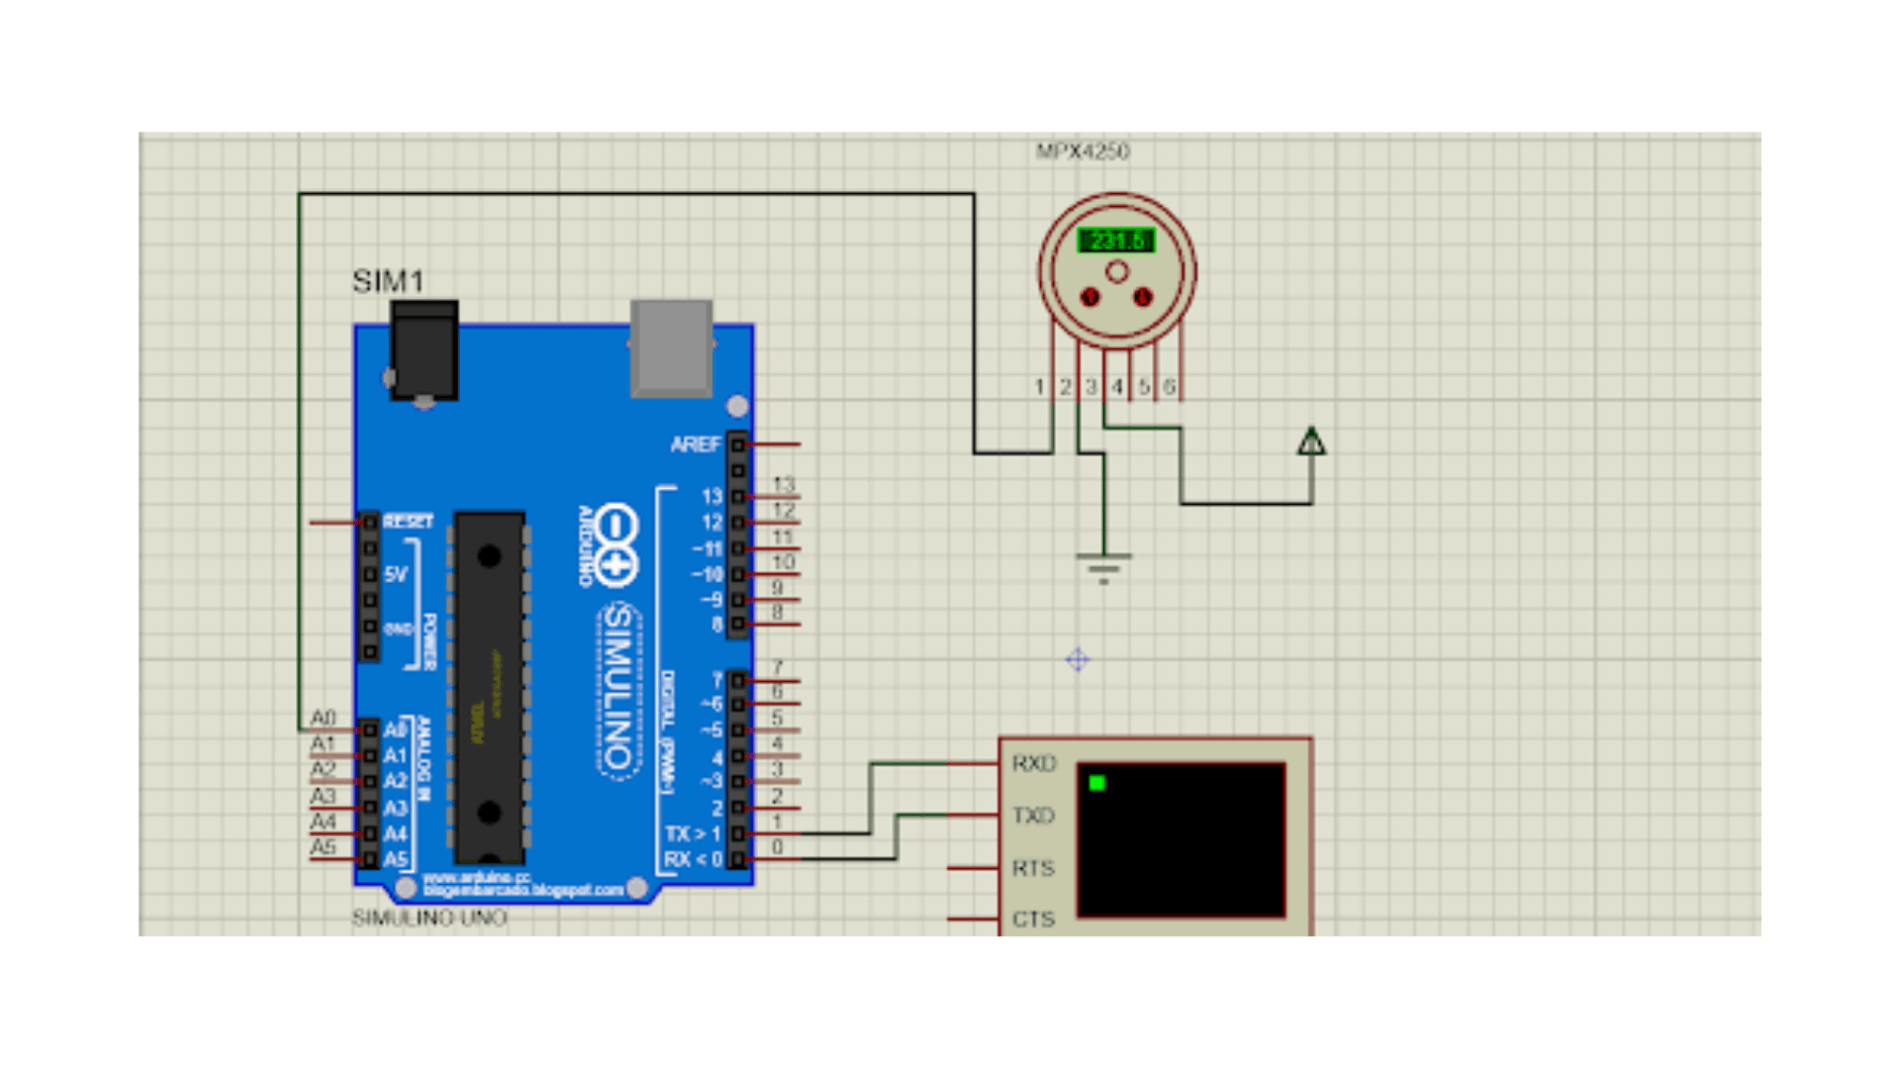 MPX4250
231.5
SIM1
1 2 3 4 5 6
AREF
RESET
5V
GND
POWER
13 13
12 12
~11 11
~10 10
~9 9
8 8
ARDUINO
SIMULINO
DIGITAL (PWM~)
7 7
~6 6
~5 5
4 4
~3 3
2 2
TX > 1 1
RX < 0 0
A0 A0
A1 A1
A2 A2
A3 A3
A4 A4
A5 A5
ANALOG IN
www.arduino.cc
blogembarcado.blogspot.com
SIMULINO UNO
RXD
TXD
RTS
CTS